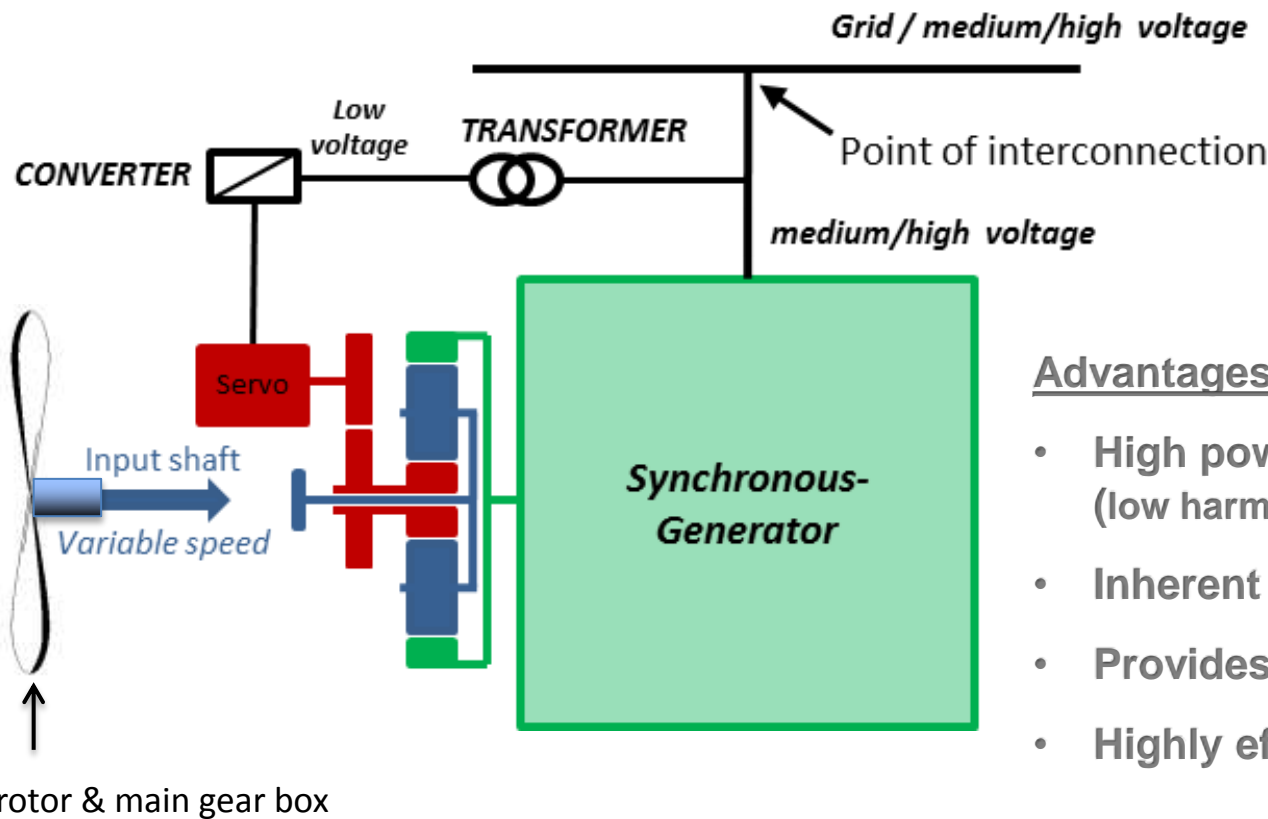 Grid / medium/high voltage
Low
voltage
TRANSFORMER
Point of interconnection
CONVERTER
medium/high voltage
Servo
Input shaft
Variable speed
Synchronous-
Generator
Advantages
• High pow
(low harm
• Inherent
• Provides
• Highly ef
rotor & main gear box